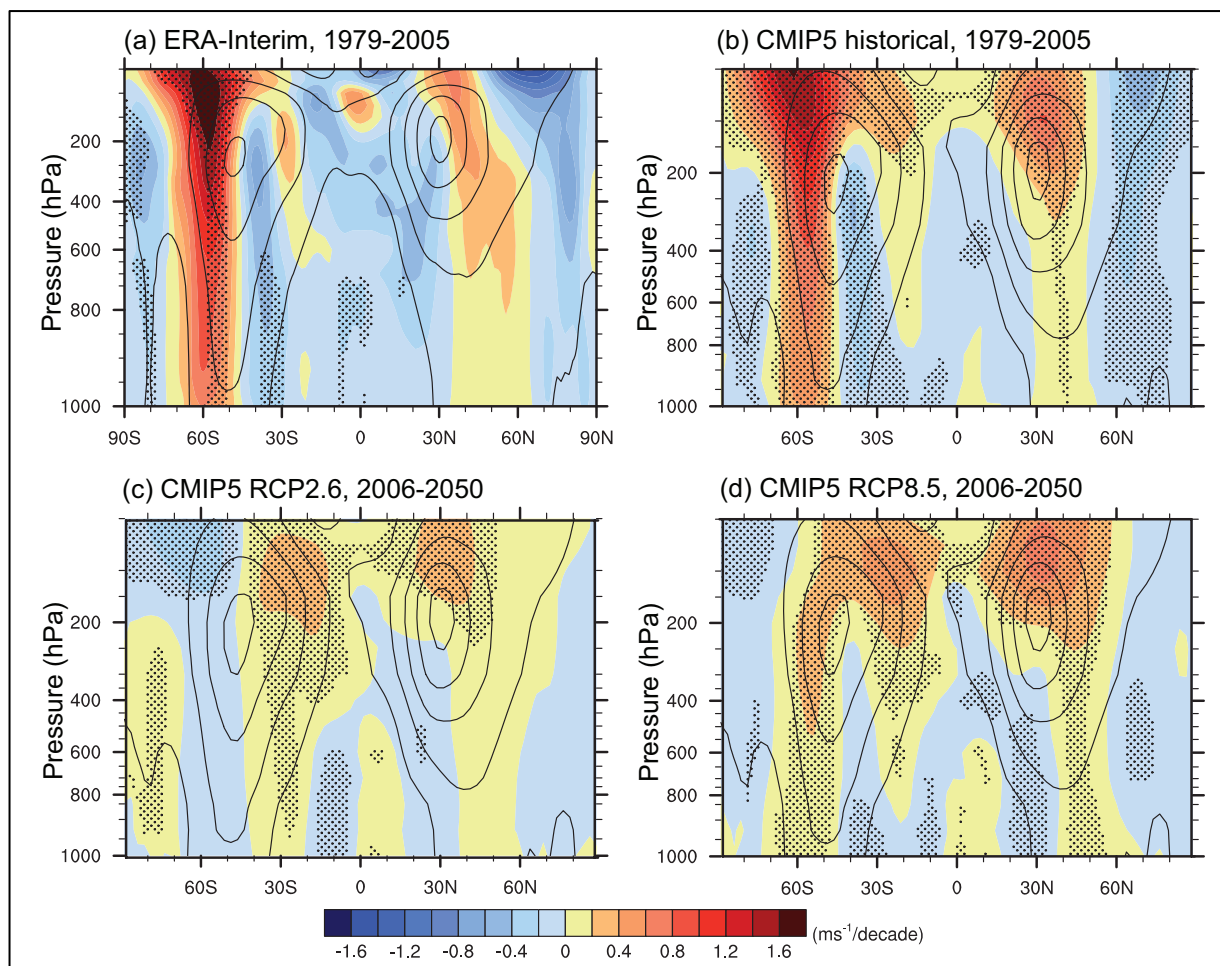 (a) ERA-Interim, 1979-2005
(b) CMIP5 historical, 1979-2005
Pressure (hPa)
200
400
600
800
1000
90S 60S 30S 0 30N 60N 90N
Pressure (hPa)
200
400
600
800
1000
60S 30S 0 30N 60N
(c) CMIP5 RCP2.6, 2006-2050
(d) CMIP5 RCP8.5, 2006-2050
Pressure (hPa)
200
400
600
800
1000
60S 30S 0 30N 60N
Pressure (hPa)
200
400
600
800
1000
60S 30S 0 30N 60N
-1.6 -1.2 -0.8 -0.4 0 0.4 0.8 1.2 1.6
(ms⁻¹/decade)